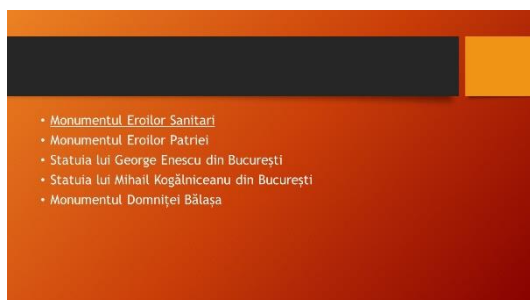 • Monumentul Eroilor Sanitari
• Monumentul Eroilor Patriei
• Statuia lui George Enescu din București
• Statuia lui Mihail Kogălniceanu din București
• Monumentul Domniței Bălașa